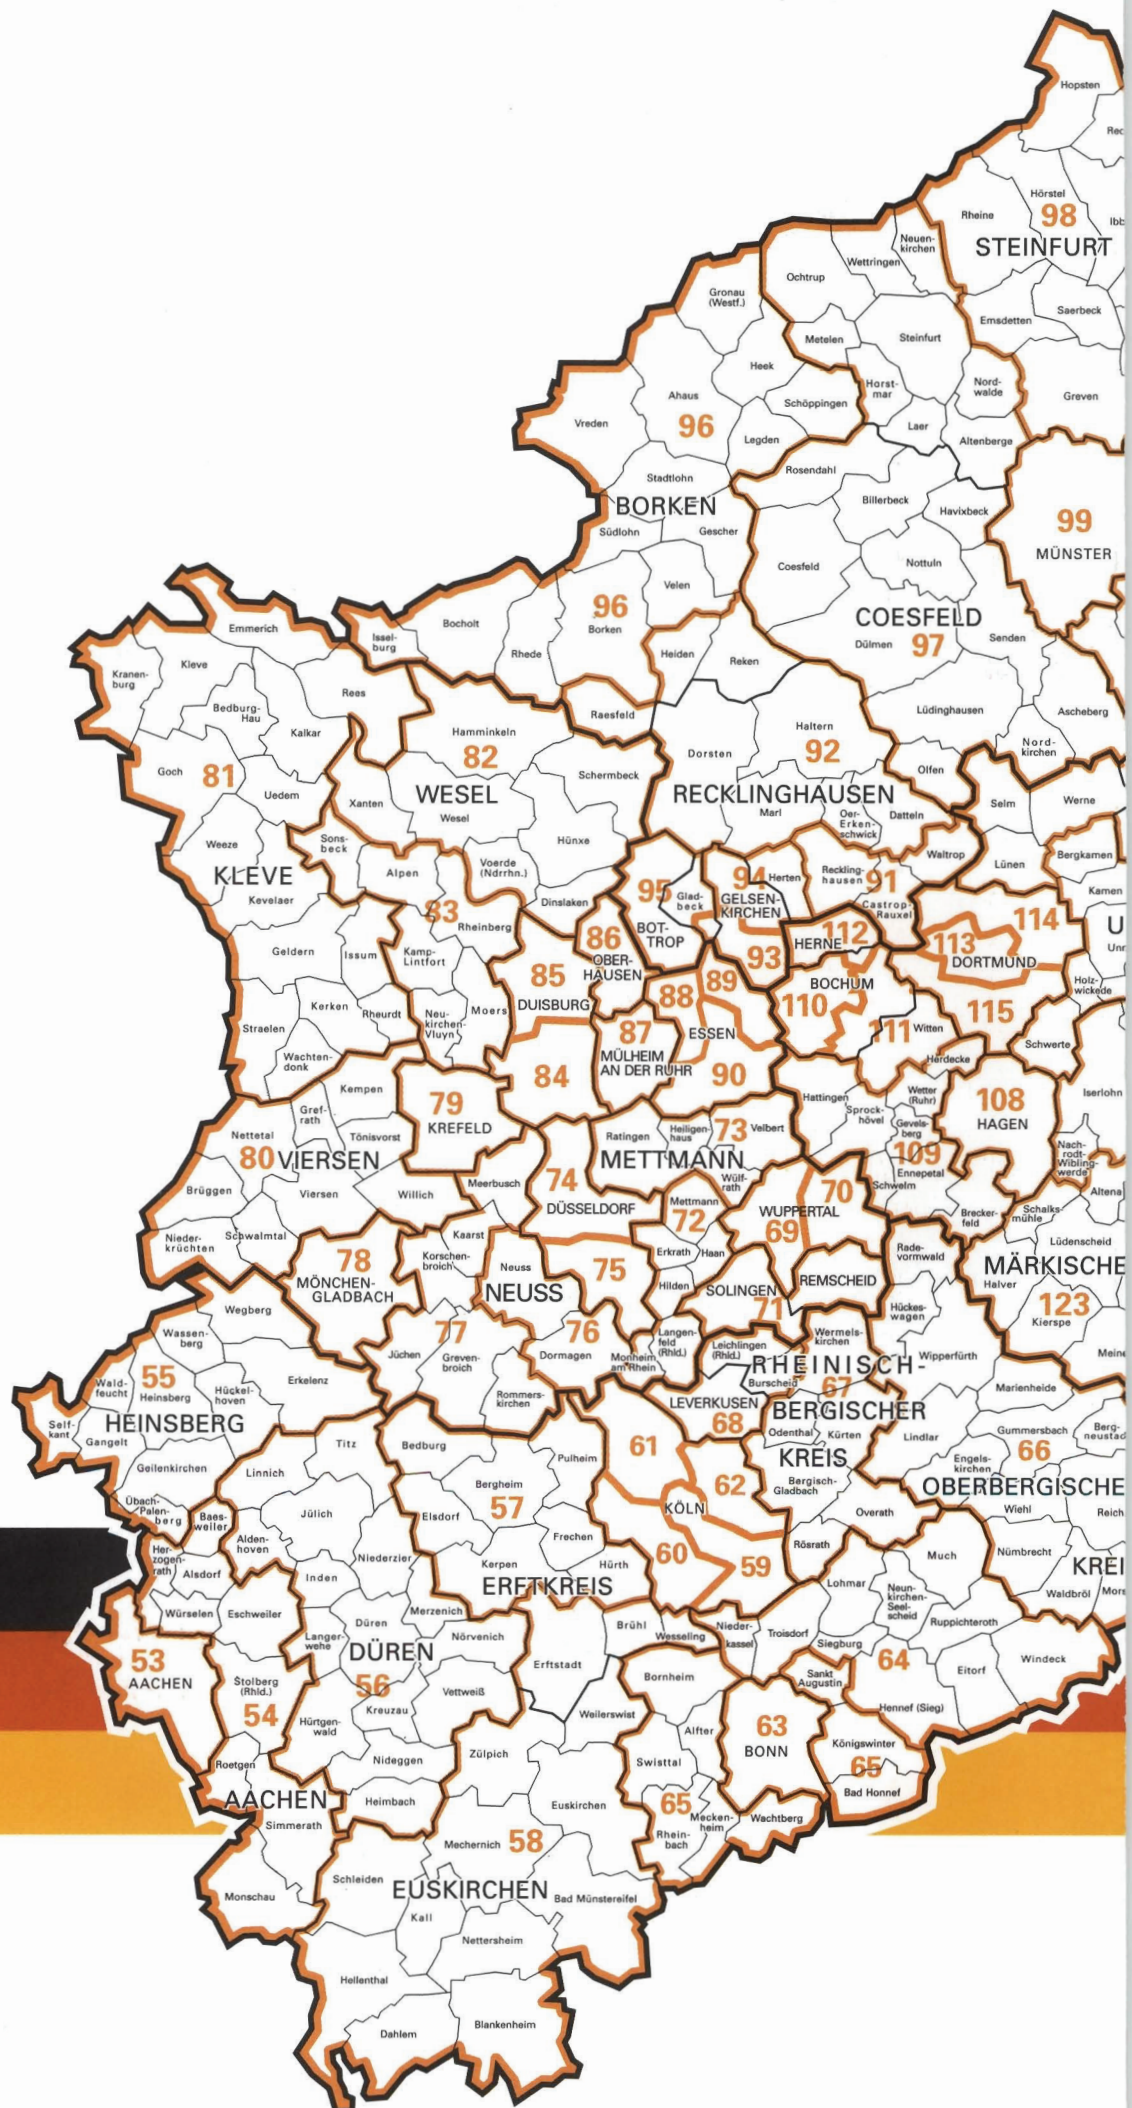 Hopsten
Rec
Hörstel
Rheine
98
Ibb
STEINFURT
Neuen-
kirchen
Wettringen
Ochtrup
Gronau
(Westf.)
Saerbeck
Emsdetten
Metelen
Steinfurt
Heek
Ahaus
Horst-
mar
Nord-
walde
Greven
Schöppingen
Vreden
96
Laer
Legden
Altenberge
Rosendahl
Stadtlohn
BORKEN
Billerbeck
Havixbeck
99
MÜNSTER
Südlohn
Gescher
Coesfeld
Nottuln
Velen
96
Borken
COESFELD
Dülmen
97
Senden
Emmerich
Bocholt
Issel-
burg
Rhede
Heiden
Reken
Kleve
Kranen-
burg
Rees
Bedburg-
Hau
Kalkar
Raesfeld
Lüdinghausen
Ascheberg
Hamminkeln
82
Haltern
92
Nord-
kirchen
Dorsten
Goch
81
Schermbeck
Olfen
Uedem
Xanten
WESEL
Wesel
RECKLINGHAUSEN
Marl
Oer-
Erken-
schwick
Datteln
Selm
Werne
Weeze
Sons-
beck
Hünxe
KLEVE
Kevelaer
Alpen
Voerde
(Ndrrhn.)
Waltrop
Lünen
Bergkamen
Reckling-
hausen
91
94
Herten
95
Glad-
beck
GELSEN-
KIRCHEN
Kamen
Dinslaken
Castrop-
Rauxel
83
Rheinberg
BOT-
TROP
86
OBER-
HAUSEN
HERNE
112
113
114
DORTMUND
U
Unr
Geldern
Issum
Kamp-
Lintfort
93
85
DUISBURG
89
88
BOCHUM
110
Holz-
wickede
Kerken
Rheurdt
Neu-
kirchen-
Vluyn
Moers
115
Straelen
87
MÜLHEIM
AN DER RUHR
ESSEN
111
Witten
Schwerte
Wachten-
donk
Herdecke
84
90
Kempen
Hattingen
Wetter
(Ruhr)
108
HAGEN
Iserlohn
Gref-
rath
79
KREFELD
Sprock-
hövel
Gevels-
berg
Nettetal
Tönisvorst
Ratingen
Heiligen-
haus
73
Velbert
109
Nach-
rodt-
Wibling-
werde
80
VIERSEN
METTMANN
Ennepetal
Schwelm
Brüggen
Viersen
Willich
Meerbusch
74
Wülf-
rath
70
Altena
DÜSSELDORF
Mettmann
72
WUPPERTAL
69
Brecker-
feld
Schalks-
mühle
Nieder-
krüchten
Schwalmtal
Kaarst
Lüdenscheid
78
MÖNCHEN-
GLADBACH
Korschen-
broich
Neuss
NEUSS
75
Erkrath
Haan
Rade-
vormwald
MÄRKISCHE
Hilden
SOLINGEN
REMSCHEID
Halver
71
123
Kierspe
Hückes-
wagen
Wegberg
77
76
Langen-
feld
(Rhld.)
Wermels-
kirchen
Wassen-
berg
Jüchen
Greven-
broich
Dormagen
Monheim
am Rhein
Leichlingen
(Rhld.)
RHEINISCH-
Wipperfürth
Meine
55
Wald-
feucht
Heinsberg
Hückel-
hoven
Erkelenz
Burscheid
67
Marienheide
Rommers-
kirchen
LEVERKUSEN
68
BERGISCHER
HEINSBERG
Self-
kant
Gangelt
Titz
Bedburg
61
Odenthal
Kürten
Lindlar
Gummersbach
66
Berg-
neustad
KREIS
Geilenkirchen
Linnich
Pulheim
Engels-
kirchen
Bergheim
57
62
Bergisch-
Gladbach
OBERBERGISCHE
Übach-
Palen-
berg
Baes-
weiler
Jülich
Elsdorf
KÖLN
Overath
Wiehl
Reich
Alden-
hoven
Frechen
Her-
zogen-
rath
Alsdorf
Niederzier
Rösrath
Nümbrecht
Inden
Kerpen
Hürth
60
59
Much
KREI
ERFTKREIS
Lohmar
Neun-
kirchen-
Seel-
scheid
Waldbröl
Mors
Würselen
Eschweiler
Düren
Merzenich
Brühl
Wesseling
Nieder-
kassel
Troisdorf
Ruppichteroth
Langer-
wehe
DÜREN
Nörvenich
Siegburg
53
AACHEN
Erftstadt
64
Windeck
Stolberg
(Rhld.)
54
56
Vettweiß
Bornheim
Sankt
Augustin
Eitorf
Kreuzau
Hürtgen-
wald
Weilerswist
63
BONN
Hennef (Sieg)
Alfter
Nideggen
Zülpich
Königswinter
Roetgen
Swisttal
65
AACHEN
Heimbach
Bad Honnef
Euskirchen
65
Simmerath
Mecken-
heim
Wachtberg
Mechernich
58
Rhein-
bach
Schleiden
EUSKIRCHEN
Monschau
Bad Münstereifel
Kall
Nettersheim
Hellenthal
Blankenheim
Dahlem